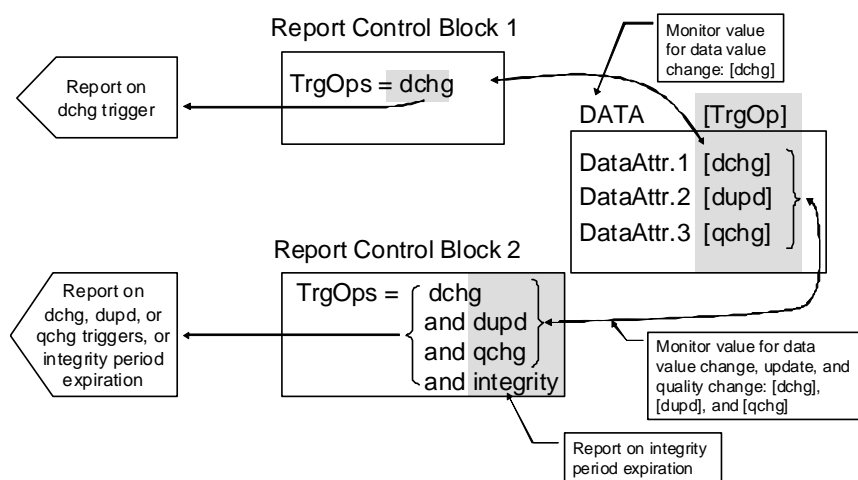 Report Control Block 1
TrgOps = dchg
Report on
dchg trigger
Monitor value
for data value
change: [dchg]
DATA [TrgOp]
DataAttr.1 [dchg]
DataAttr.2 [dupd]
DataAttr.3 [qchg]
Report Control Block 2
TrgOps = dchg
and dupd
and qchg
and integrity
Report on
dchg, dupd, or
qchg triggers, or
integrity period
expiration
Monitor value for data
value change, update, and
quality change: [dchg],
[dupd], and [qchg]
Report on integrity
period expiration